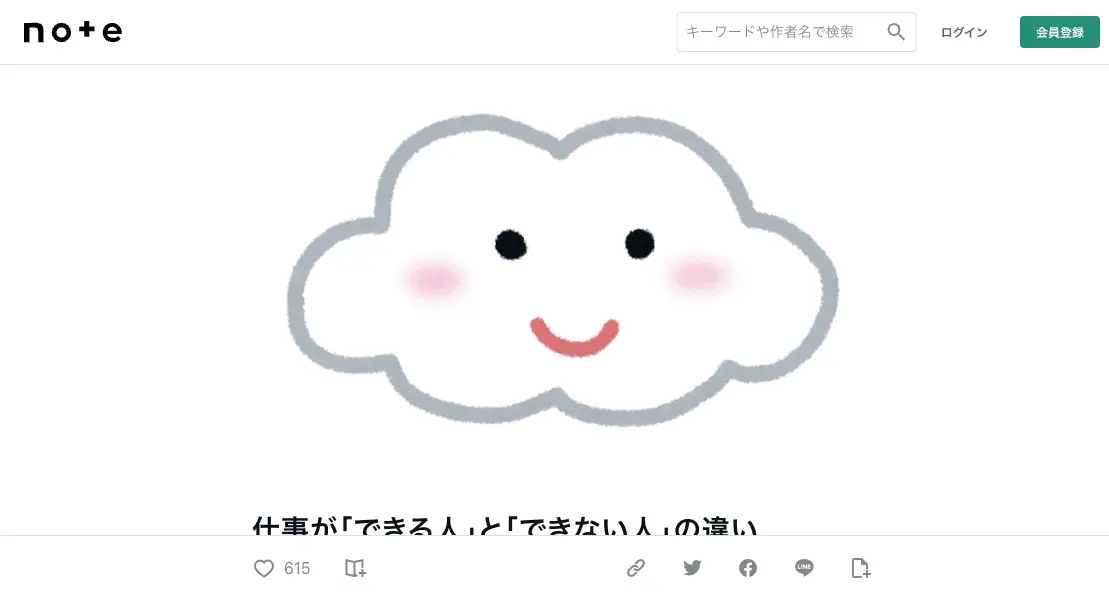 note
キーワードや作者名で検索
ログイン
会員登録
仕事が「できる人」と「できない人」の違い
615
LINE